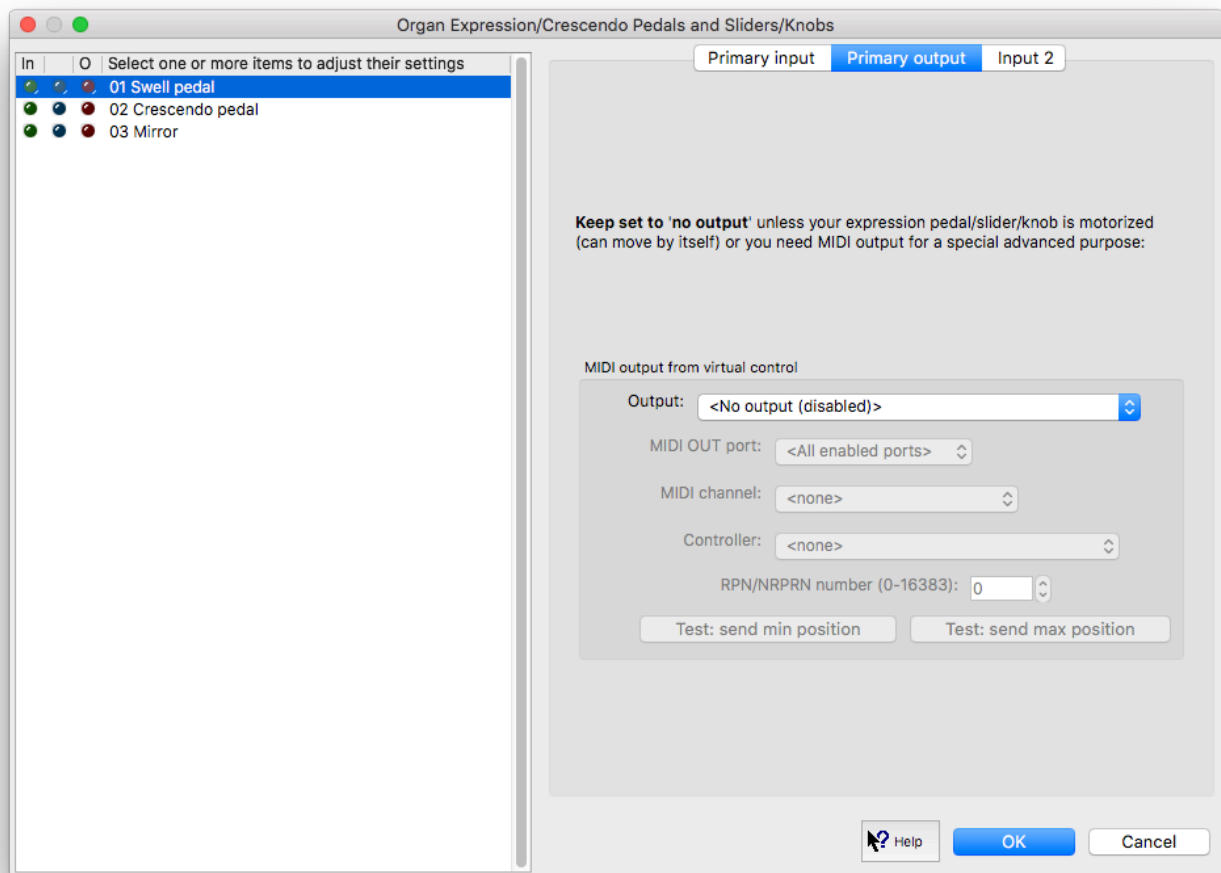 Organ Expression/Crescendo Pedals and Sliders/Knobs
In O Select one or more items to adjust their settings
01 Swell pedal
02 Crescendo pedal
03 Mirror
Primary input Primary output Input 2
Keep set to 'no output' unless your expression pedal/slider/knob is motorized
(can move by itself) or you need MIDI output for a special advanced purpose:
MIDI output from virtual control
Output: <No output (disabled)>
MIDI OUT port: <All enabled ports>
MIDI channel: <none>
Controller: <none>
RPN/NRPRN number (0-16383): 0
Test: send min position Test: send max position
? Help OK Cancel